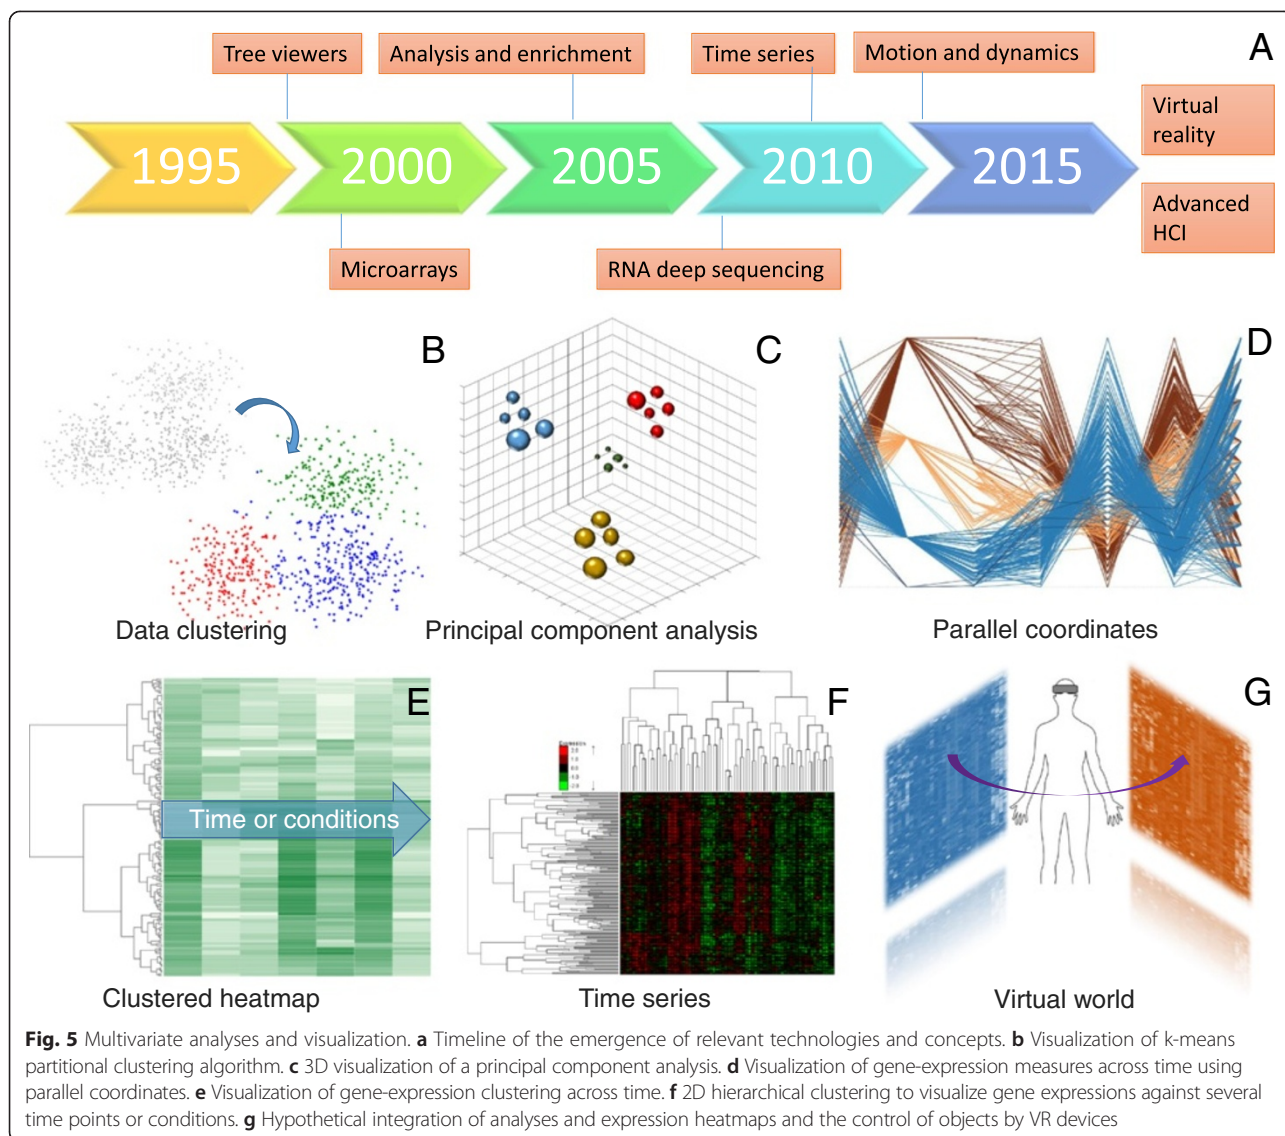 A
Tree viewers
Analysis and enrichment
Time series
Motion and dynamics
Virtual
reality
1995
2000
2005
2010
2015
Advanced
HCI
Microarrays
RNA deep sequencing
B
Data clustering
C
Principal component analysis
D
Parallel coordinates
E
Time or conditions
Clustered heatmap
F
Time series
G
Virtual world
Fig. 5 Multivariate analyses and visualization. a Timeline of the emergence of relevant technologies and concepts. b Visualization of k-means
partitional clustering algorithm. c 3D visualization of a principal component analysis. d Visualization of gene-expression measures across time using
parallel coordinates. e Visualization of gene-expression clustering across time. f 2D hierarchical clustering to visualize gene expressions against several
time points or conditions. g Hypothetical integration of analyses and expression heatmaps and the control of objects by VR devices